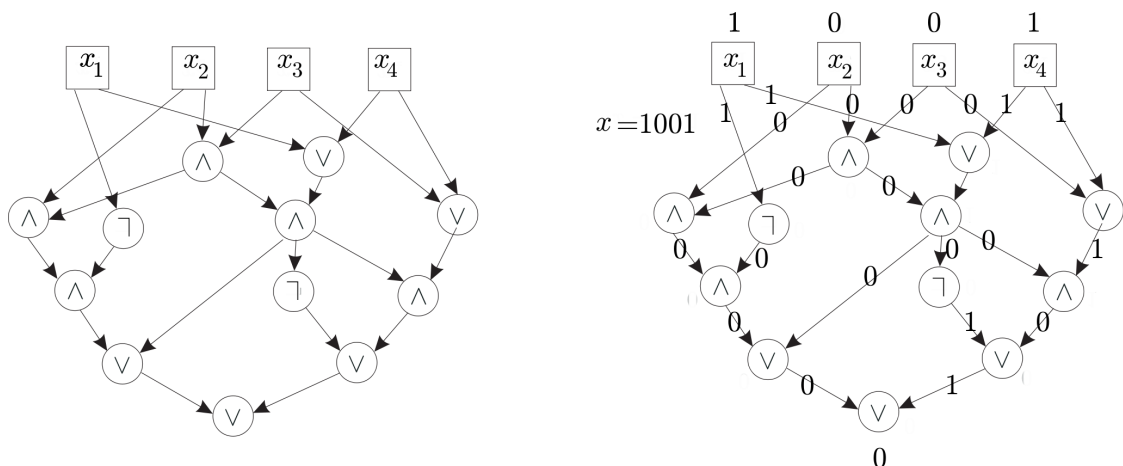 1 0 0 1
x₁ x₂ x₃ x₄ x₁ x₂ x₃ x₄
1 0 0 0 1
1 0 1
x =1001
∧ ∨ ∧ ∨
0 0
∧ ¬ ∧ ∨ ∧ ¬ ∧ ∨
0 0 0 0 1
0
∧ ¬ ∧ ∧ ¬ ∧
0 1 0
∨ ∨ ∨ ∨
0 1
∨ ∨
0